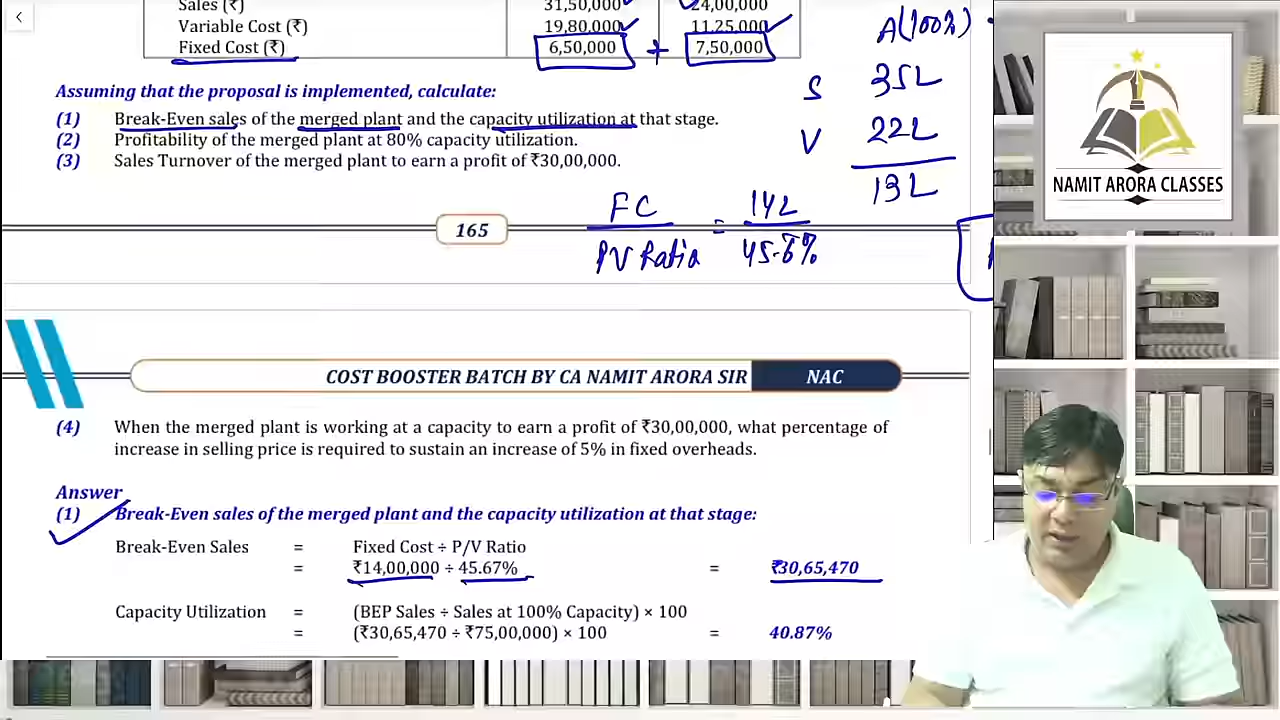 Sales (₹) 31,50,000 24,00,000
Variable Cost (₹) 19,80,000 11,25,000
Fixed Cost (₹) 6,50,000 + 7,50,000
A(100%)
S 35L
V 22L
13L
Assuming that the proposal is implemented, calculate:
(1) Break-Even sales of the merged plant and the capacity utilization at that stage.
(2) Profitability of the merged plant at 80% capacity utilization.
(3) Sales Turnover of the merged plant to earn a profit of ₹30,00,000.
NAMIT ARORA CLASSES
165
FC = 14L
PV Ratio 45.6%
COST BOOSTER BATCH BY CA NAMIT ARORA SIR NAC
(4) When the merged plant is working at a capacity to earn a profit of ₹30,00,000, what percentage of
increase in selling price is required to sustain an increase of 5% in fixed overheads.
Answer
(1) Break-Even sales of the merged plant and the capacity utilization at that stage:
Break-Even Sales = Fixed Cost ÷ P/V Ratio
= ₹14,00,000 ÷ 45.67% = ₹30,65,470
Capacity Utilization = (BEP Sales ÷ Sales at 100% Capacity) × 100
= (₹30,65,470 ÷ ₹75,00,000) × 100 = 40.87%